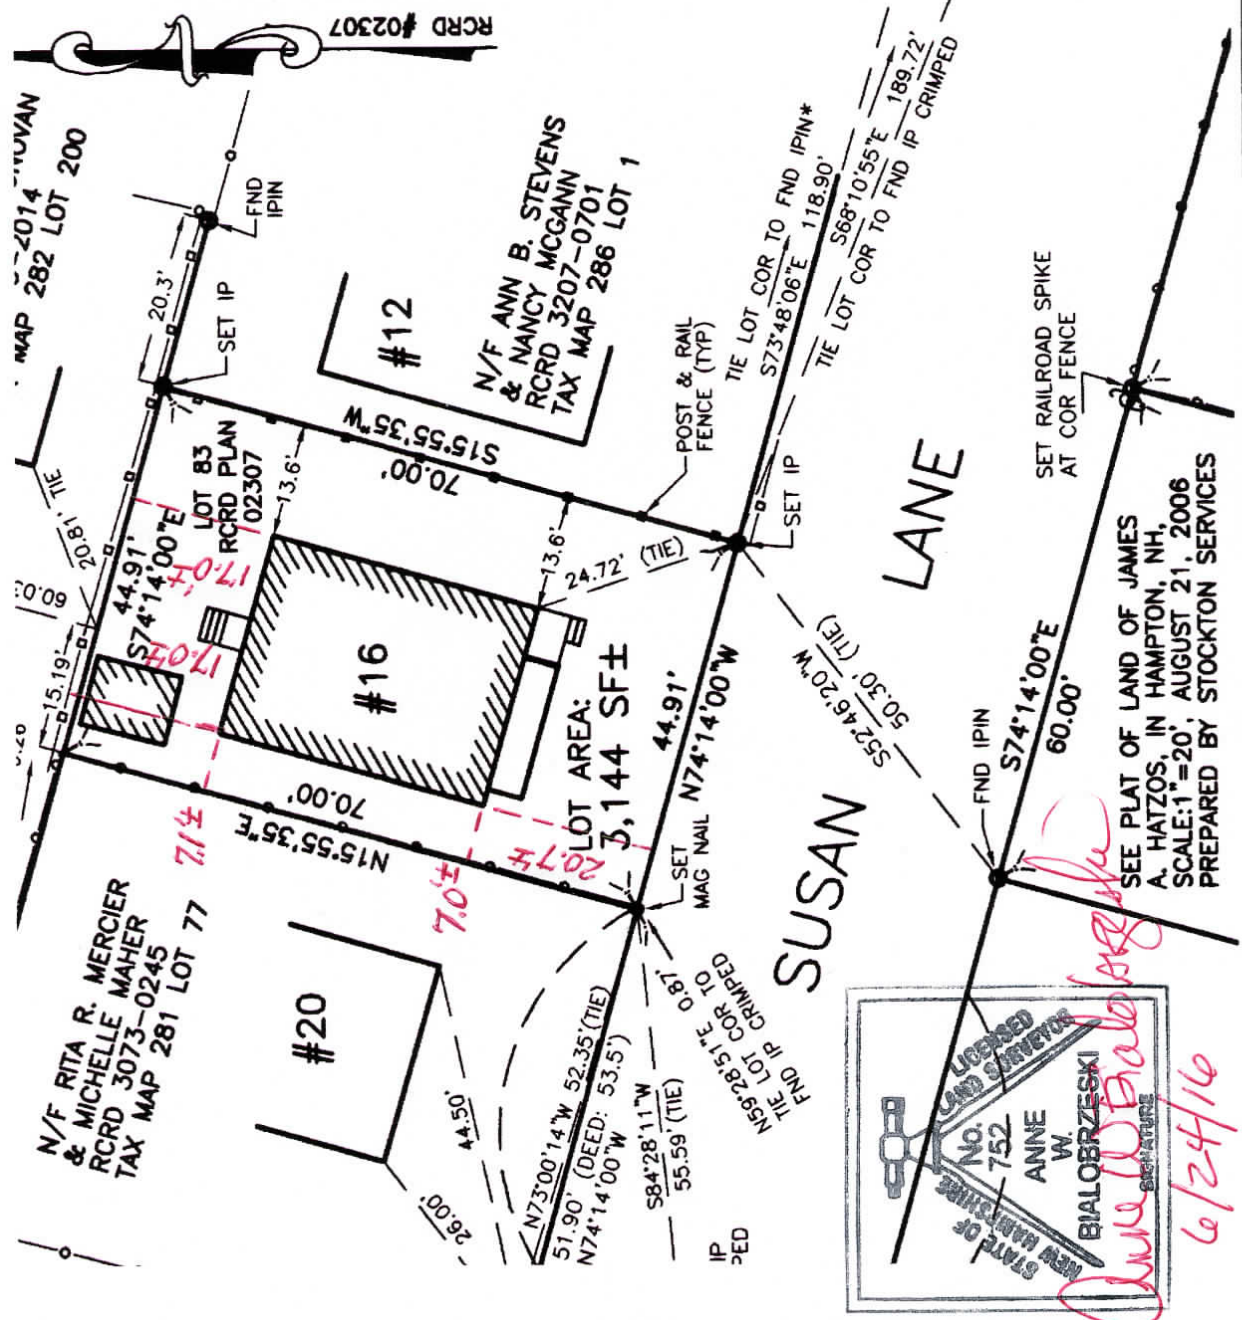 RCRD #02307
-2014
MAP 282 LOT 200
20.3'
FND
IPIN
SET IP
#12
N/F ANN B. STEVENS
& NANCY MCGANN
RCRD 3207-0701
TAX MAP 286 LOT 1
TIE LOT COR TO FND IPIN*
S73°48'06"E 118.90'
S68°10'55"E 189.72'
TIE LOT COR TO FND IP CRIMPED
POST & RAIL
FENCE (TYP)
S15°55'35"W
70.00'
LOT 83
RCRD PLAN
02307
13.6'
20.81' TIE
44.91'
S74°14'00"E
15.19'
17.0'±
17.0'±
#16
13.6'
24.72' (TIE)
SET IP
LOT AREA:
3,144 SF±
44.91'
N74°14'00"W
N15°55'35"E
70.00'
7.1'±
7.0'±
20.7'±
SET
MAG NAIL
SUSAN LANE
S52°46'20"W
50.30' (TIE)
SET RAILROAD SPIKE
AT COR FENCE
FND IPIN
S74°14'00"E
60.00'
SEE PLAT OF LAND OF JAMES
A. HATZOS, IN HAMPTON, NH,
SCALE:1"=20', AUGUST 21, 2006
PREPARED BY STOCKTON SERVICES
N/F RITA R. MERCIER
& MICHELLE MAHER
RCRD 3073-0245
TAX MAP 281 LOT 77
#20
44.50'
26.00'
N73°00'14"W 52.35'(TIE)
51.90' (DEED: 53.5')
N74°14'00"W
S84°28'11"W
55.59 (TIE)
N59°28'51"E 0.87'
TIE LOT COR TO
FND IP CRIMPED
IP
PED
STATE OF
NEW HAMPSHIRE
LICENSED
LAND SURVEYOR
No.
752
ANNE
W.
BIALOBRZESKI
SIGNATURE
Anne W Bialobrzeski
6/24/16